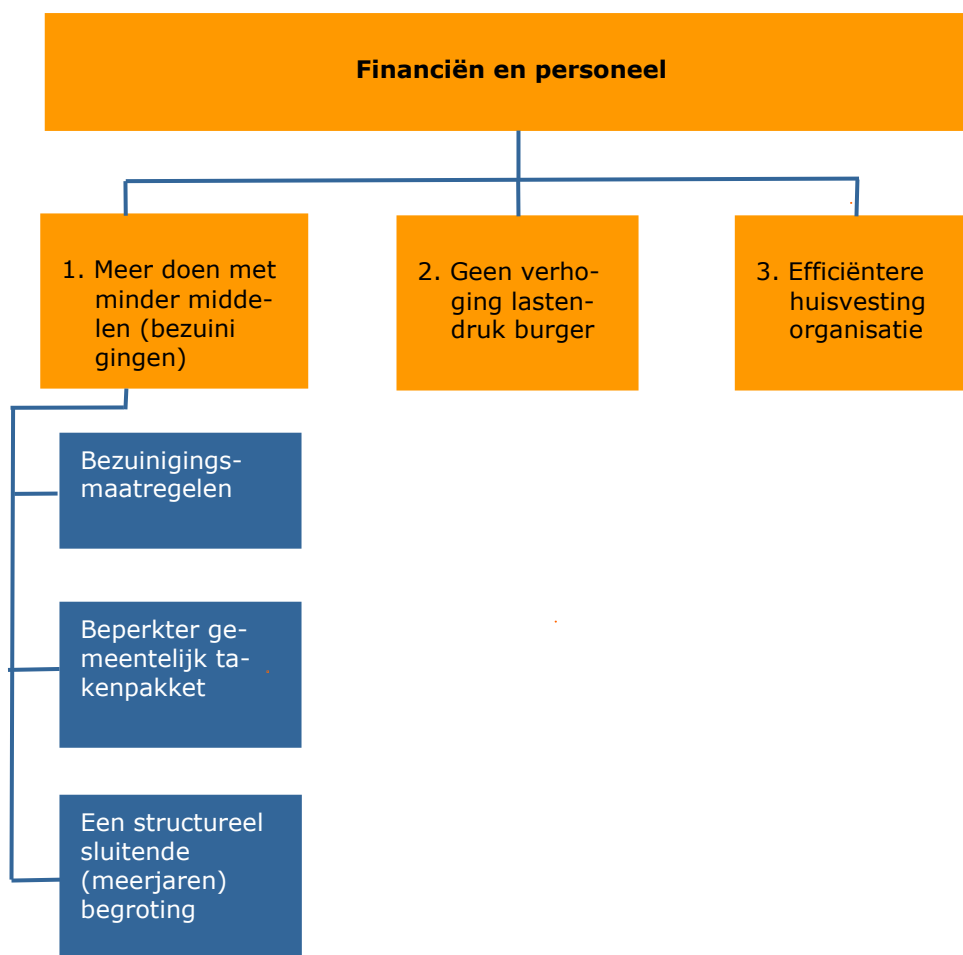 Financiën en personeel
1. Meer doen met
minder midde-
len (bezuini
gingen)
2. Geen verho-
ging lasten-
druk burger
3. Efficiëntere
huisvesting
organisatie
Bezuinigings-
maatregelen
Beperkter ge-
meentelijk ta-
kenpakket
Een structureel
sluitende
(meerjaren)
begroting